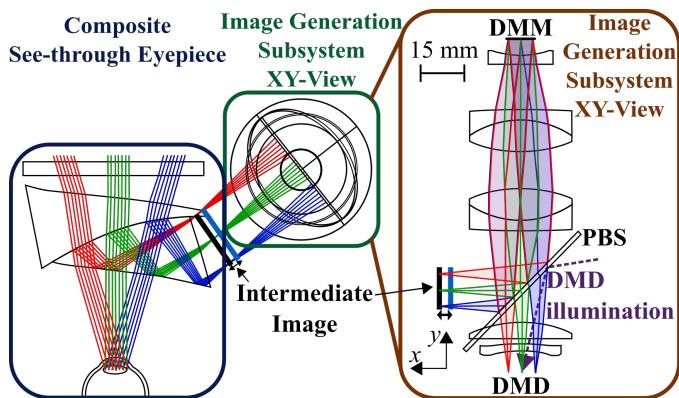 Composite
See-through Eyepiece
Image Generation
Subsystem
XY-View
DMM
15 mm
Image
Generation
Subsystem
XY-View
PBS
DMD
illumination
Intermediate
Image
y
x
DMD